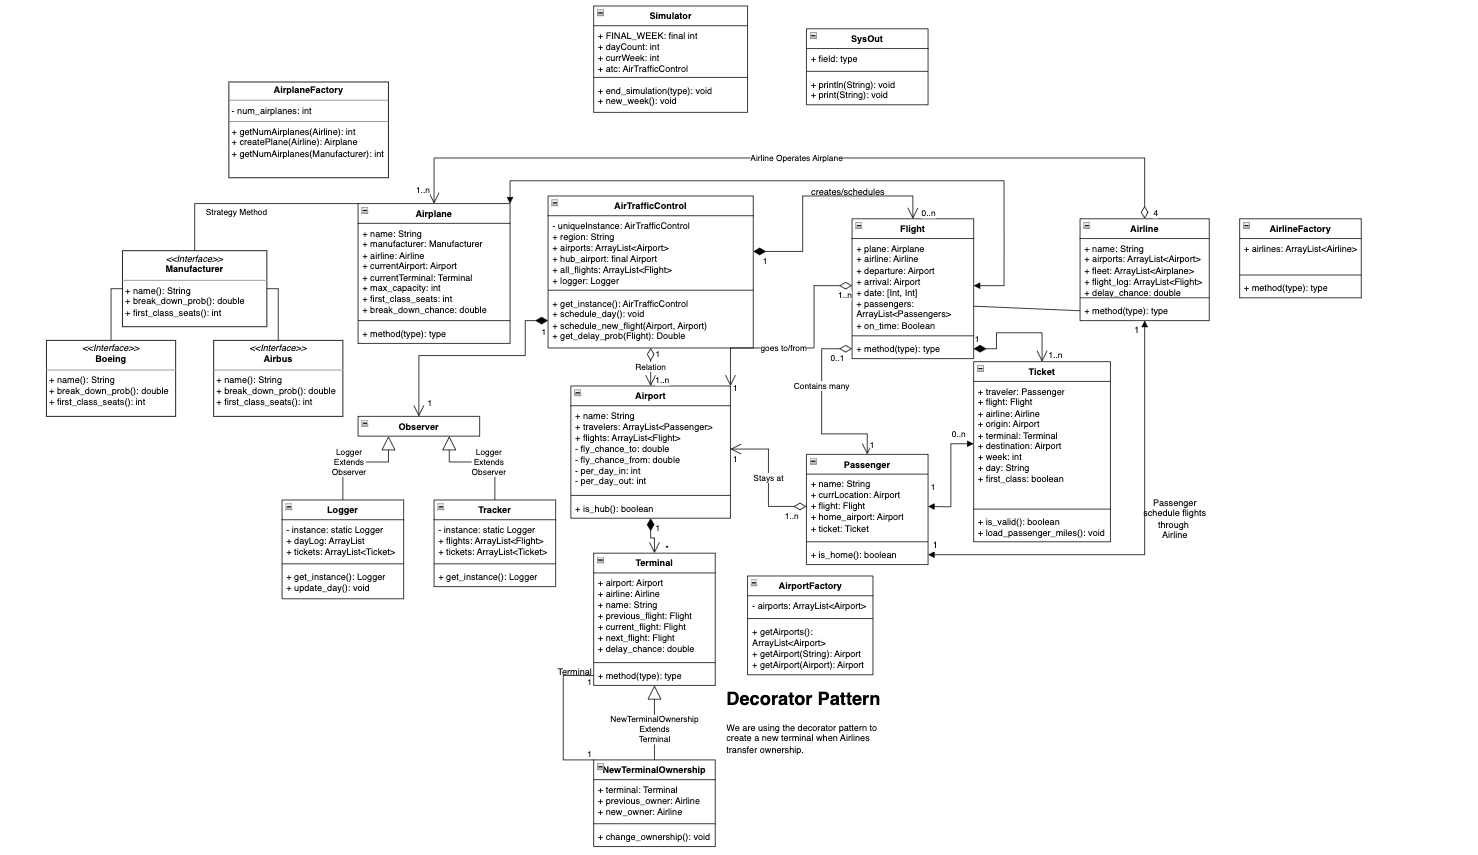 Simulator
+ FINAL_WEEK: final int
+ dayCount: int
+ currWeek: int
+ atc: AirTrafficControl
+ end_simulation(type): void
+ new_week(): void
SysOut
+ field: type
+ println(String): void
+ print(String): void
AirplaneFactory
- num_airplanes: int
+ getNumAirplanes(Airline): int
+ createPlane(Airline): Airplane
+ getNumAirplanes(Manufacturer): int
Airline Operates Airplane
1..n
creates/schedules
0..n
4
Strategy Method
Airplane
+ name: String
+ manufacturer: Manufacturer
+ airline: Airline
+ currentAirport: Airport
+ currentTerminal: Terminal
+ max_capacity: int
+ first_class_seats: int
+ break_down_chance: double
+ method(type): type
AirTrafficControl
- uniqueInstance: AirTrafficControl
+ region: String
+ airports: ArrayList<Airport>
+ hub_airport: final Airport
+ all_flights: ArrayList<Flight>
+ logger: Logger
+ get_instance(): AirTrafficControl
+ schedule_day(): void
+ schedule_new_flight(Airport, Airport)
+ get_delay_prob(Flight): Double
1
1
Flight
+ plane: Airplane
+ airline: Airline
+ departure: Airport
+ arrival: Airport
+ date: [Int, Int]
+ passengers:
ArrayList<Passengers>
+ on_time: Boolean
+ method(type): type
1..n
0..1
1
Airline
+ name: String
+ airports: ArrayList<Airport>
+ fleet: ArrayList<Airplane>
+ flight_log: ArrayList<Flight>
+ delay_chance: double
+ method(type): type
1
AirlineFactory
+ airlines: ArrayList<Airline>
+ method(type): type
<<Interface>>
Manufacturer
+ name(): String
+ break_down_prob(): double
+ first_class_seats(): int
<<Interface>>
Boeing
+ name(): String
+ break_down_prob(): double
+ first_class_seats(): int
<<Interface>>
Airbus
+ name(): String
+ break_down_prob(): double
+ first_class_seats(): int
1
Relation
1..n
goes to/from
1
Contains many
1
1..n
1
Observer
Logger
Extends
Observer
Logger
Extends
Observer
Airport
+ name: String
+ travelers: ArrayList<Passenger>
+ flights: ArrayList<Flight>
- fly_chance_to: double
- fly_chance_from: double
- per_day_in: int
- per_day_out: int
+ is_hub(): boolean
1
Stays at
1..n
Ticket
+ traveler: Passenger
+ flight: Flight
+ airline: Airline
+ origin: Airport
+ terminal: Terminal
+ destination: Airport
+ week: int
+ day: String
+ first_class: boolean
+ is_valid(): boolean
+ load_passenger_miles(): void
0..n
1
Passenger
+ name: String
+ currLocation: Airport
+ flight: Flight
+ home_airport: Airport
+ ticket: Ticket
+ is_home(): boolean
1
Passenger
schedule flights
through
Airline
Logger
- instance: static Logger
+ dayLog: ArrayList
+ tickets: ArrayList<Ticket>
+ get_instance(): Logger
+ update_day(): void
Tracker
- instance: static Logger
+ flights: ArrayList<Flight>
+ tickets: ArrayList<Ticket>
+ get_instance(): Logger
1
*
Terminal
+ airport: Airport
+ airline: Airline
+ name: String
+ previous_flight: Flight
+ current_flight: Flight
+ next_flight: Flight
+ delay_chance: double
+ method(type): type
AirportFactory
- airports: ArrayList<Airport>
+ getAirports():
ArrayList<Airport>
+ getAirport(String): Airport
+ getAirport(Airport): Airport
Terminal
1
NewTerminalOwnership
Extends
Terminal
1
Decorator Pattern
We are using the decorator pattern to
create a new terminal when Airlines
transfer ownership.
NewTerminalOwnership
+ terminal: Terminal
+ previous_owner: Airline
+ new_owner: Airline
+ change_ownership(): void